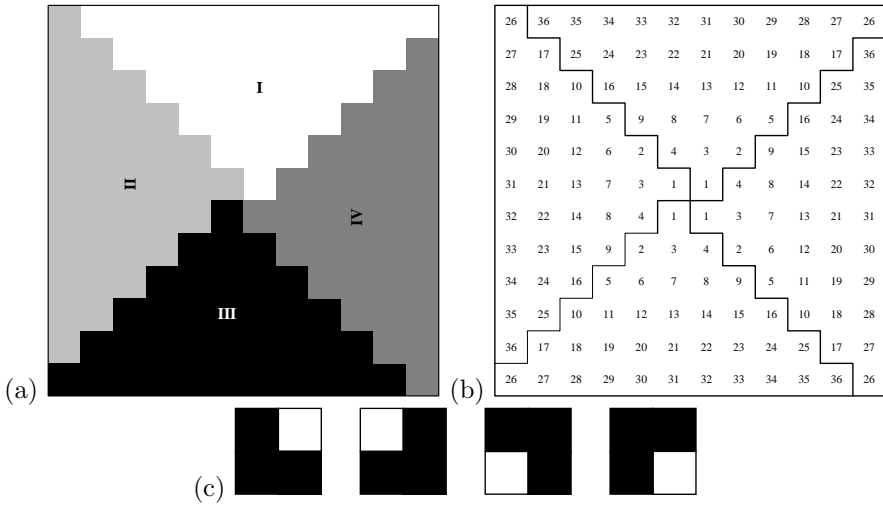 I
II
IV
III
(a)
26 36 35 34 33 32 31 30 29 28 27 26
27 17 25 24 23 22 21 20 19 18 17 36
28 18 10 16 15 14 13 12 11 10 25 35
29 19 11 5 9 8 7 6 5 16 24 34
30 20 12 6 2 4 3 2 9 15 23 33
31 21 13 7 3 1 1 4 8 14 22 32
32 22 14 8 4 1 1 3 7 13 21 31
33 23 15 9 2 3 4 2 6 12 20 30
34 24 16 5 6 7 8 9 5 11 19 29
35 25 10 11 12 13 14 15 16 10 18 28
36 17 18 19 20 21 22 23 24 25 17 27
26 27 28 29 30 31 32 33 34 35 36 26
(b)
(c)